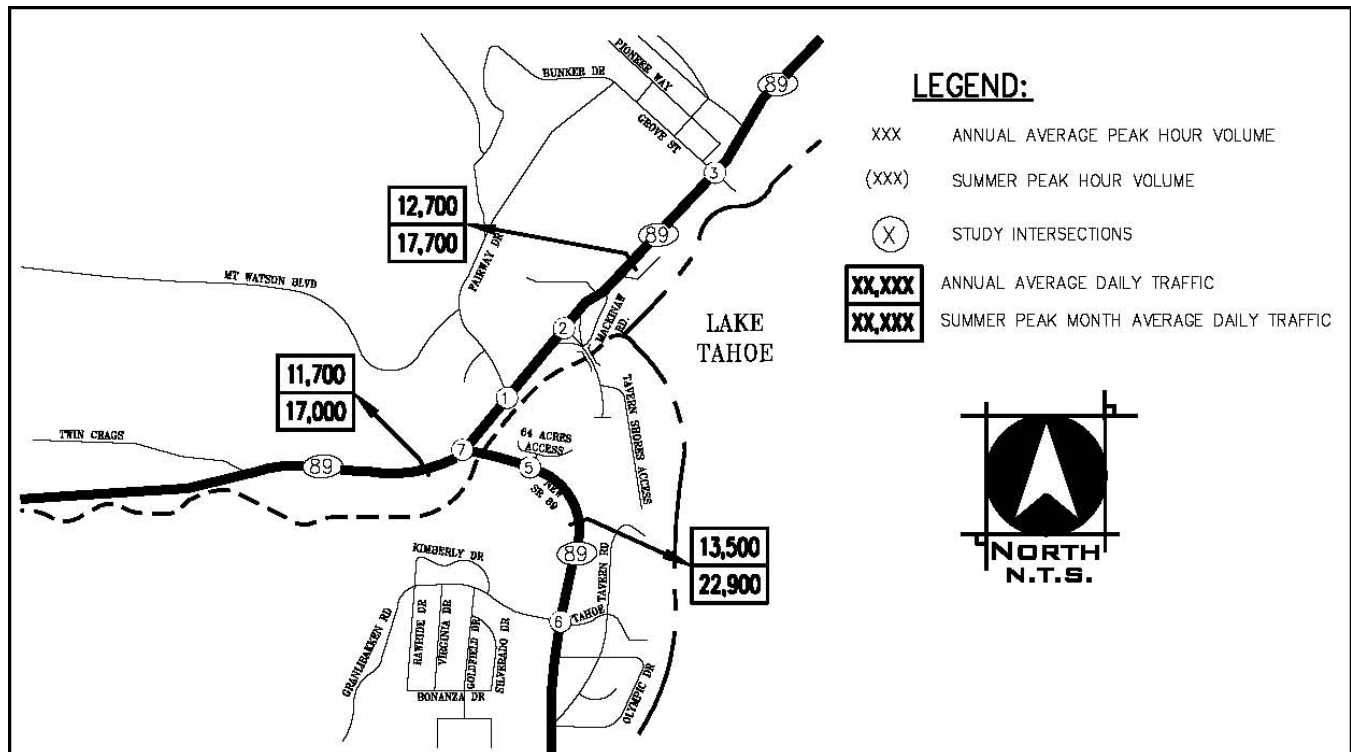 PIONEER WAY
BUNKER DR
GROVE ST
89
3
12,700
17,700
89
FAIRWAY DR
MT WATSON BLVD
2
MACKINAW
RD.
LAKE
TAHOE
11,700
17,000
1
TAVERN SHORES ACCESS
TWIN CRAGS
64 ACRES
ACCESS
7
5
89
NEW
SR 89
89
13,500
22,900
KIMBERLY DR
TAHOE TAVERN RD
6
GRANLIBAKKEN RD
RAWHIDE DR
VIRGINIA DR
GOLDFIELD DR
SILVERADO DR
BONANZA DR
OLYMPIC DR
LEGEND:
XXX ANNUAL AVERAGE PEAK HOUR VOLUME
(XXX) SUMMER PEAK HOUR VOLUME
X STUDY INTERSECTIONS
XX,XXX ANNUAL AVERAGE DAILY TRAFFIC
XX,XXX SUMMER PEAK MONTH AVERAGE DAILY TRAFFIC
NORTH
N.T.S.